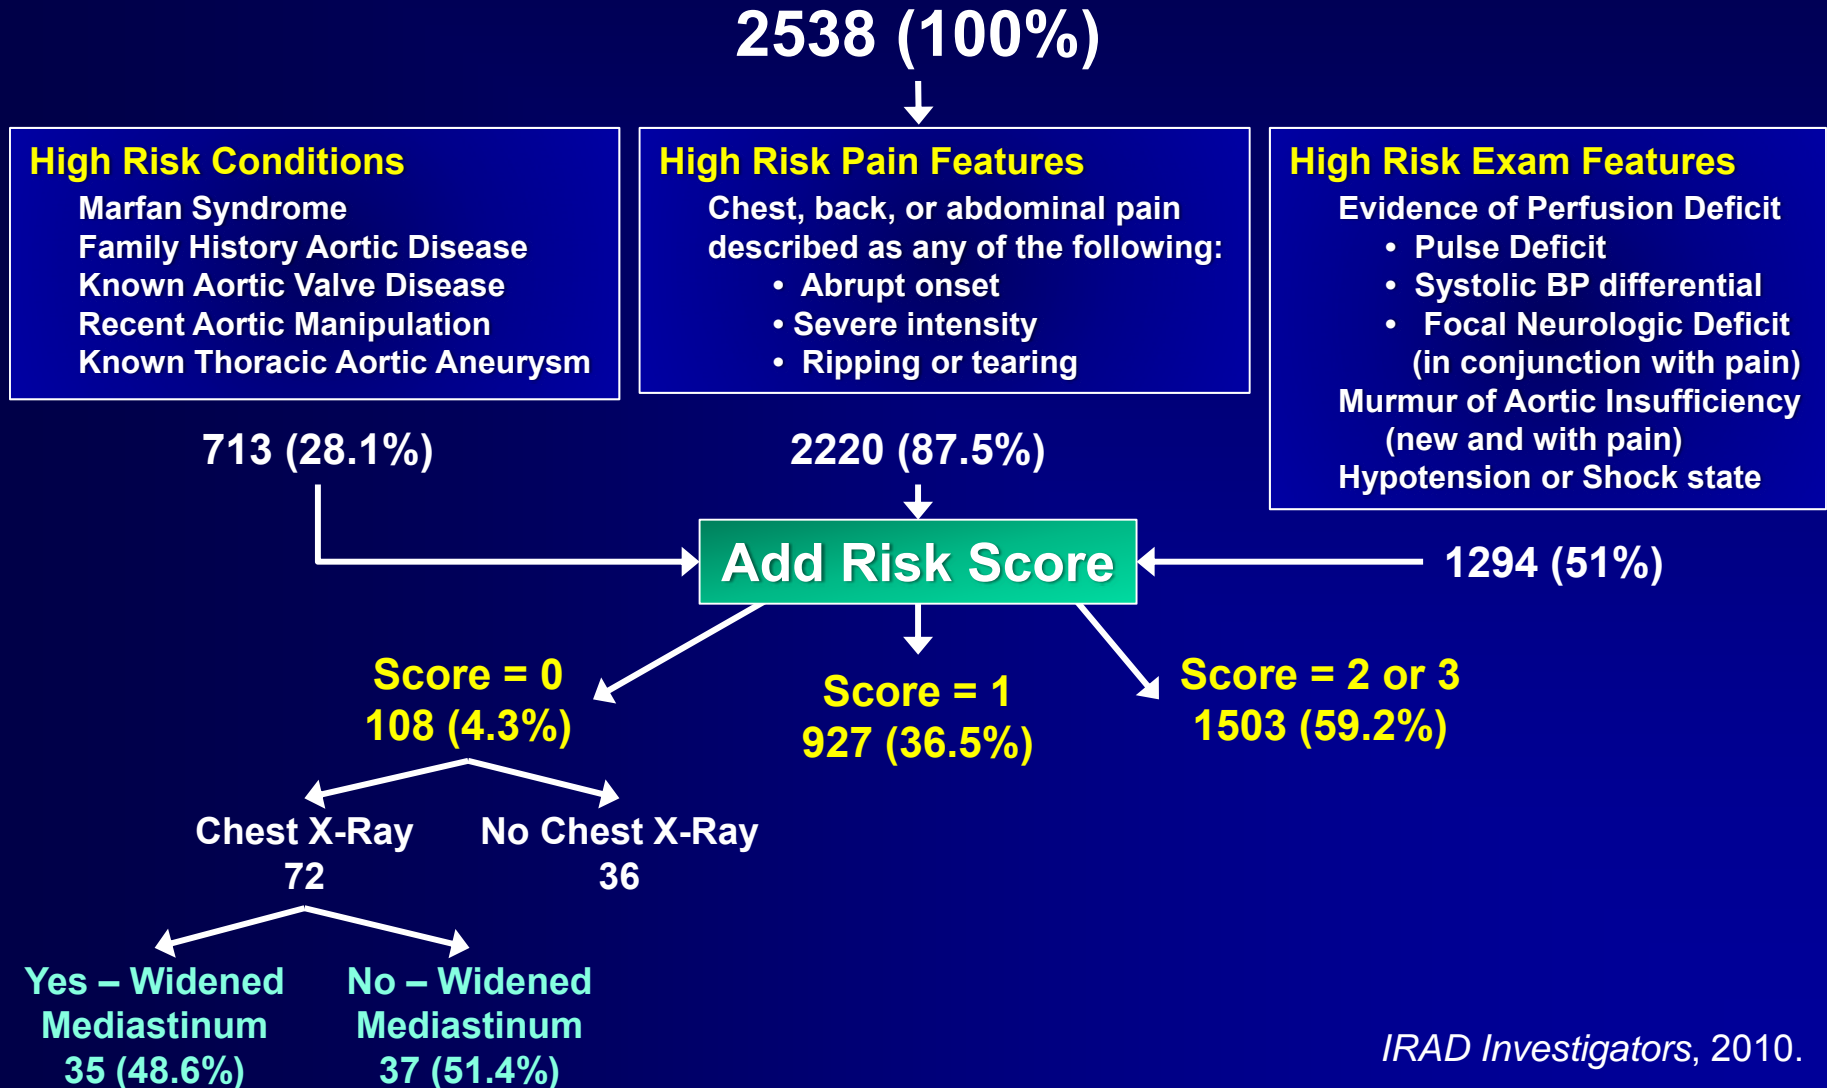 2538 (100%)
High Risk Conditions
Marfan Syndrome
Family History Aortic Disease
Known Aortic Valve Disease
Recent Aortic Manipulation
Known Thoracic Aortic Aneurysm
713 (28.1%)
High Risk Pain Features
Chest, back, or abdominal pain
described as any of the following:
• Abrupt onset
• Severe intensity
• Ripping or tearing
2220 (87.5%)
High Risk Exam Features
Evidence of Perfusion Deficit
• Pulse Deficit
• Systolic BP differential
• Focal Neurologic Deficit
(in conjunction with pain)
Murmur of Aortic Insufficiency
(new and with pain)
Hypotension or Shock state
1294 (51%)
Add Risk Score
Score = 0
108 (4.3%)
Score = 1
927 (36.5%)
Score = 2 or 3
1503 (59.2%)
Chest X-Ray
72
No Chest X-Ray
36
Yes – Widened
Mediastinum
35 (48.6%)
No – Widened
Mediastinum
37 (51.4%)
IRAD Investigators, 2010.